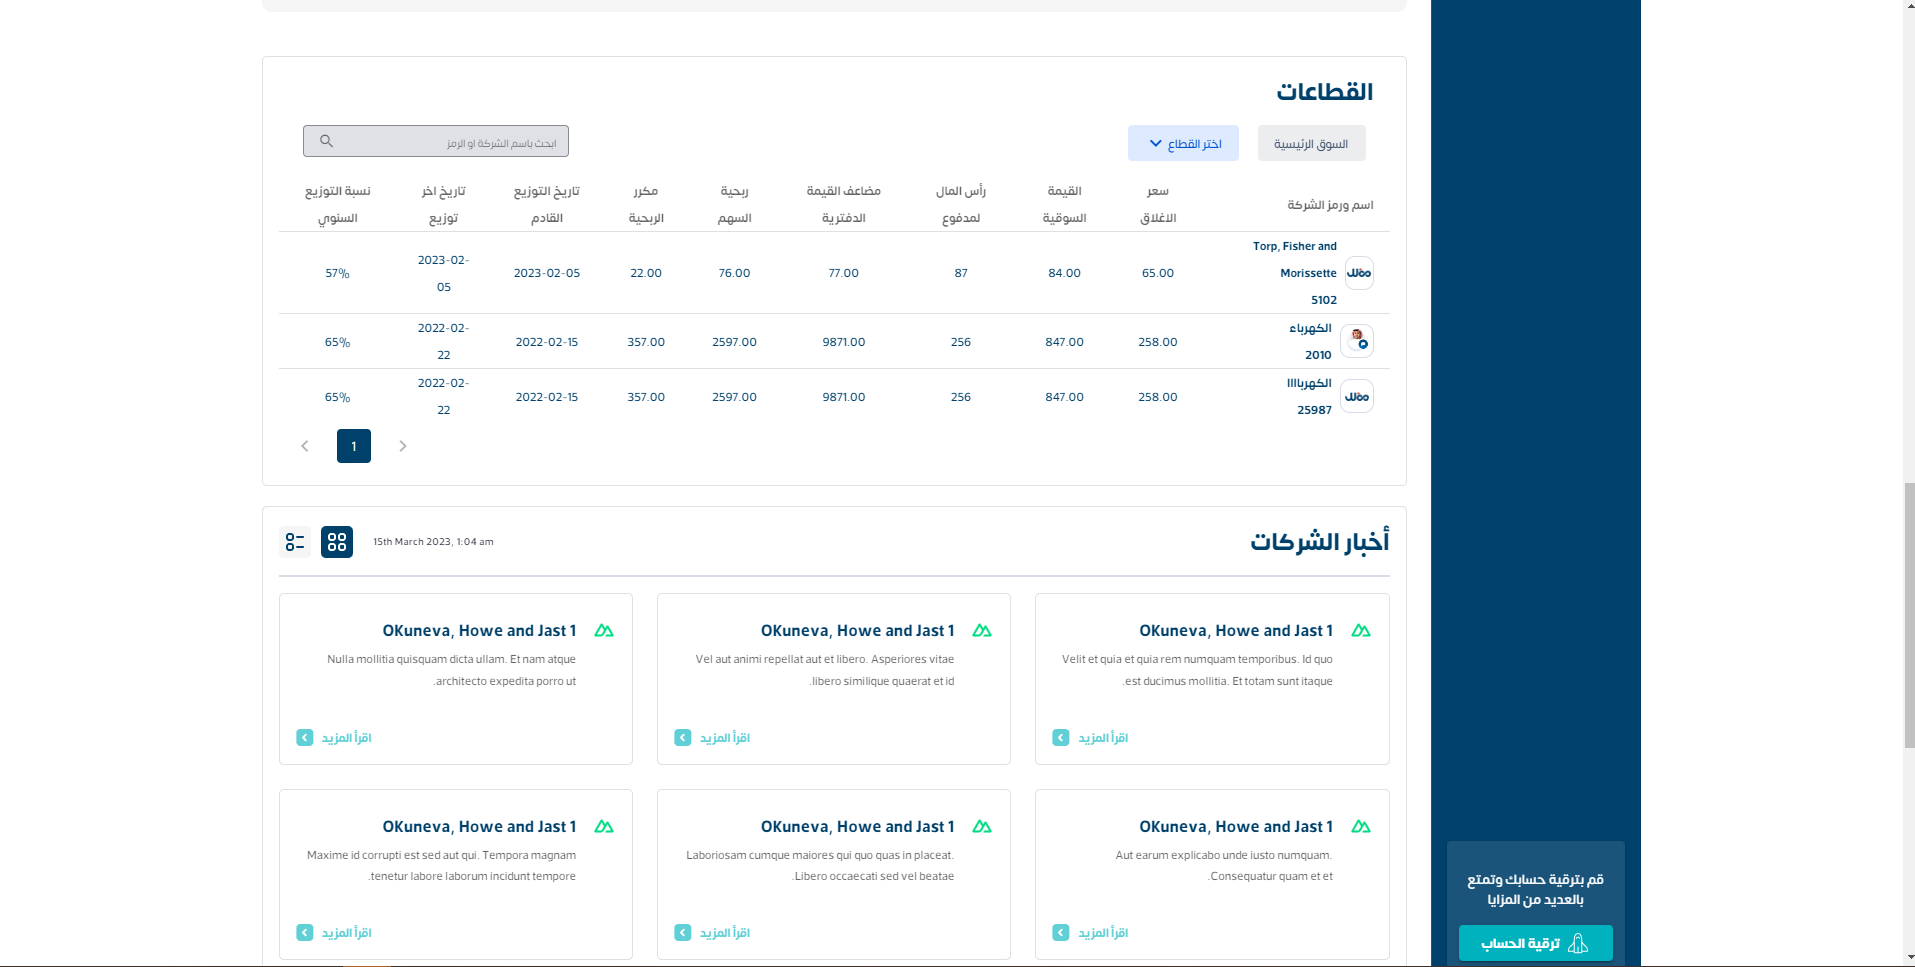 القطاعات
السوق الرئيسية
اختر القطاع
ابحث باسم الشركة او الرمز
اسم ورمز الشركة
سعر الاغلاق
القيمة السوقية
رأس المال لمدفوع
مضاعف القيمة الدفترية
ربحية السهم
مكرر الربحية
تاريخ التوزيع القادم
تاريخ اخر توزيع
نسبة التوزيع السنوي
Torp, Fisher and
Morissette
5102
65.00
84.00
87
77.00
76.00
22.00
2023-02-05
2023-02-
05
57%
الكهرباء
2010
258.00
847.00
256
9871.00
2597.00
357.00
2022-02-15
2022-02-
22
65%
الكهرباااا
25987
258.00
847.00
256
9871.00
2597.00
357.00
2022-02-15
2022-02-
22
65%
1
أخبار الشركات
15th March 2023, 1:04 am
OKuneva, Howe and Jast 1
Velit et quia et quia rem numquam temporibus. Id quo
est ducimus mollitia. Et totam sunt itaque.
اقرأ المزيد
OKuneva, Howe and Jast 1
Vel aut animi repellat aut et libero. Asperiores vitae
libero similique quaerat et id.
اقرأ المزيد
OKuneva, Howe and Jast 1
Nulla mollitia quisquam dicta ullam. Et nam atque
architecto expedita porro ut.
اقرأ المزيد
OKuneva, Howe and Jast 1
Aut earum explicabo unde iusto numquam.
Consequatur quam et et.
اقرأ المزيد
OKuneva, Howe and Jast 1
Laboriosam cumque maiores qui quo quas in placeat.
Libero occaecati sed vel beatae.
اقرأ المزيد
OKuneva, Howe and Jast 1
Maxime id corrupti est sed aut qui. Tempora magnam
tenetur labore laborum incidunt tempore.
اقرأ المزيد
قم بترقية حسابك وتمتع
بالعديد من المزايا
ترقية الحساب